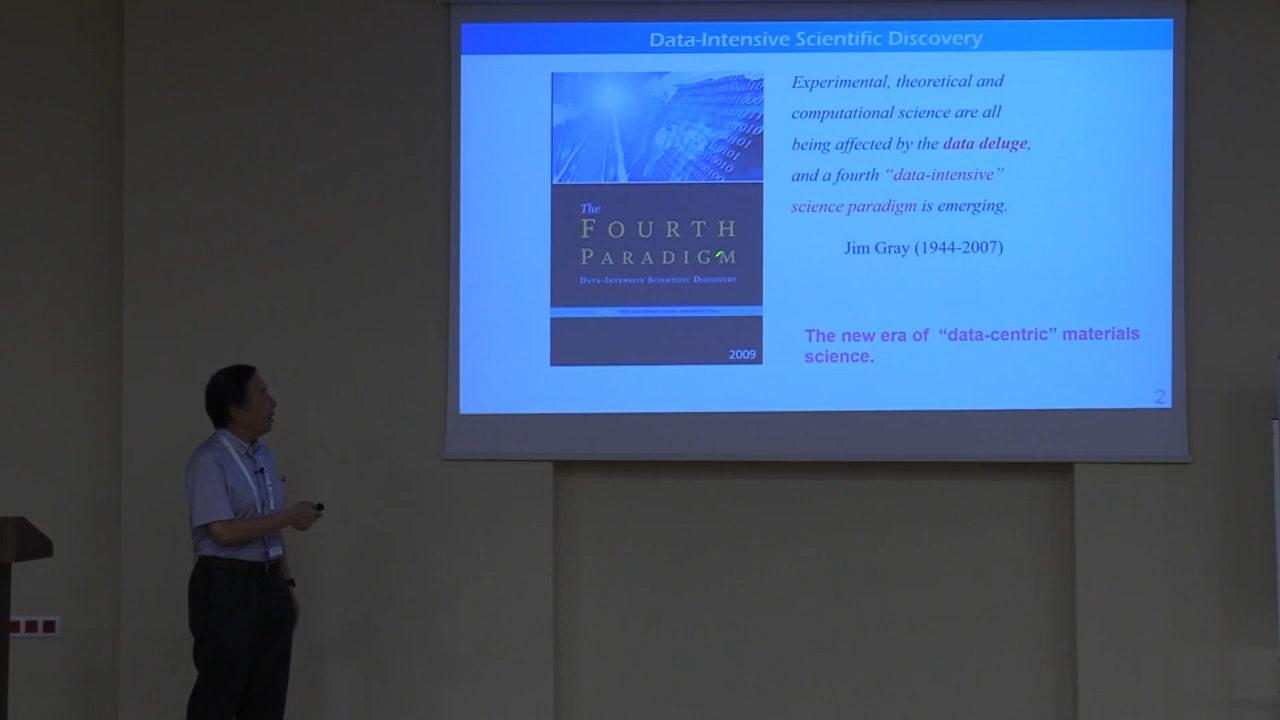 Data-Intensive Scientific Discovery
The
FOURTH
PARADIGM
DATA-INTENSIVE SCIENTIFIC DISCOVERY
2009
Experimental, theoretical and
computational science are all
being affected by the data deluge,
and a fourth “data-intensive”
science paradigm is emerging.
Jim Gray (1944-2007)
The new era of “data-centric” materials
science.
2